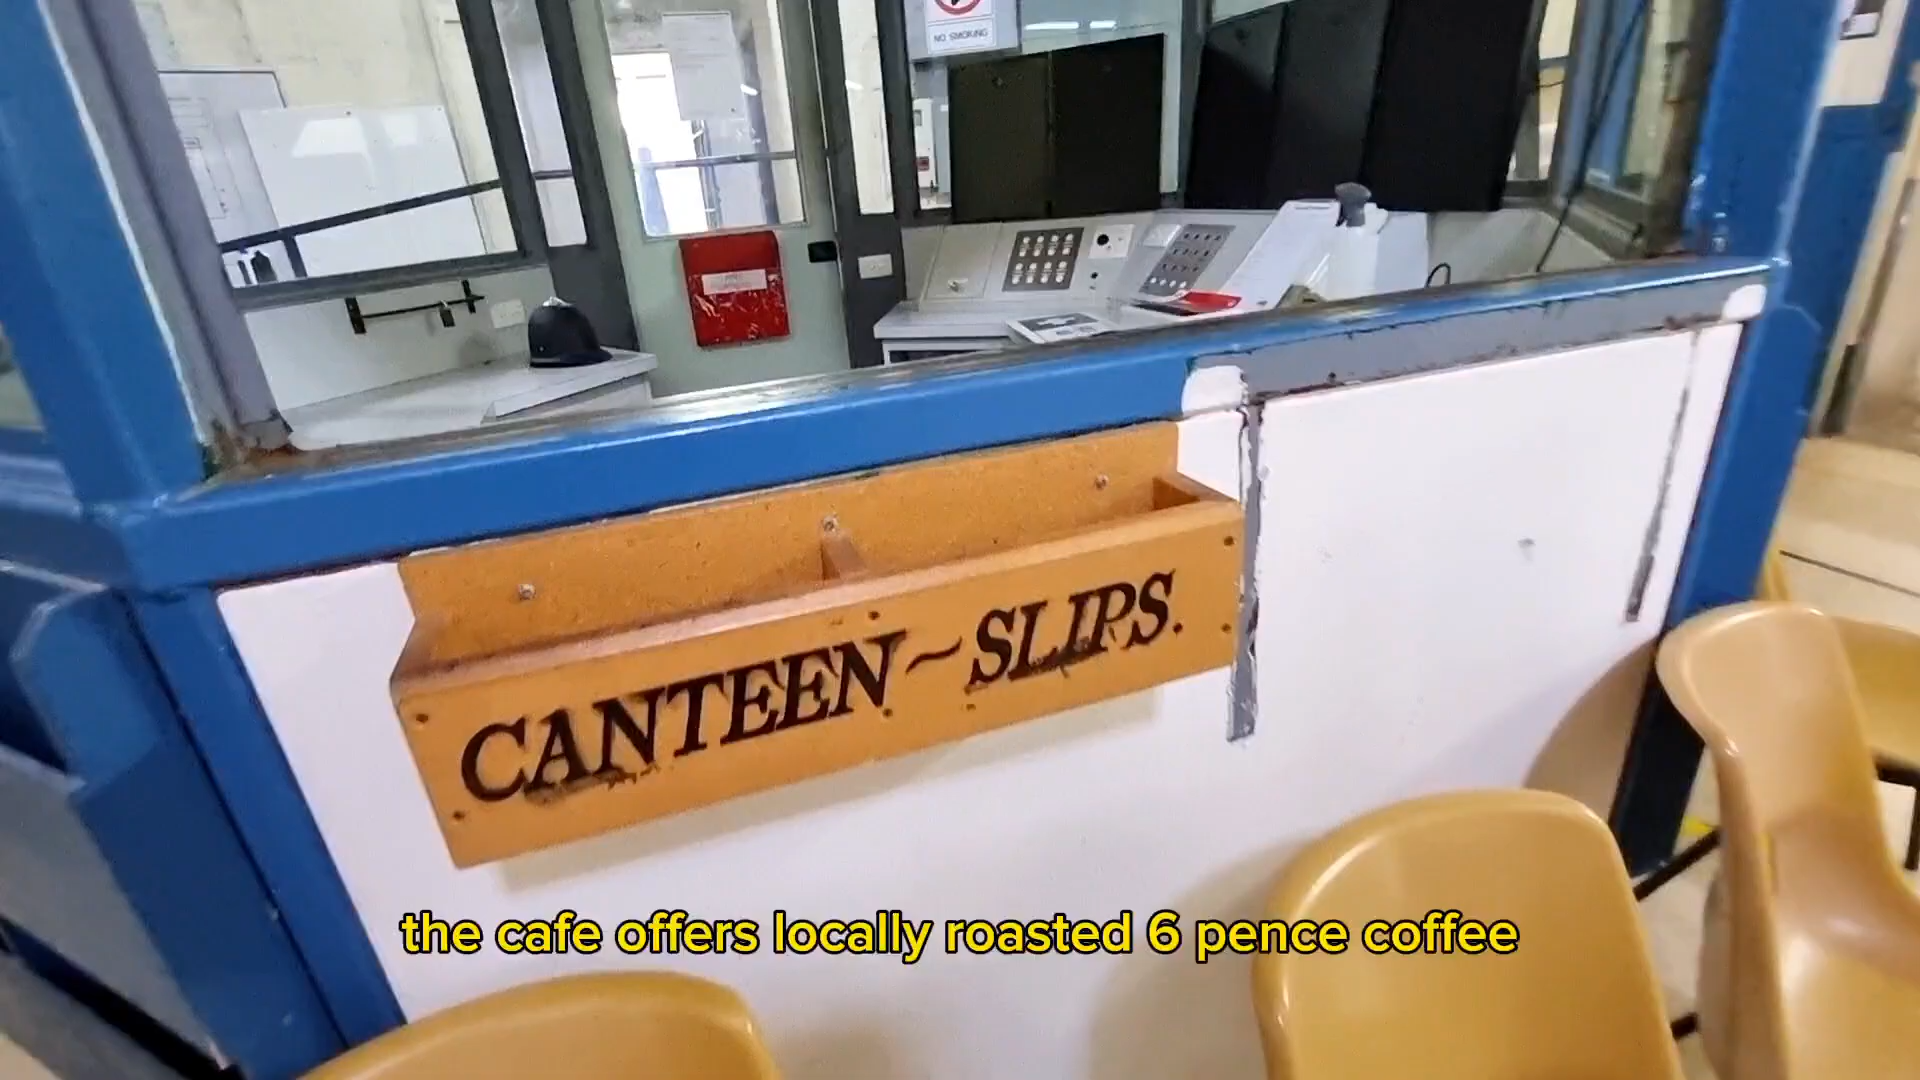 NO SMOKING
CANTEEN~SLIPS.
the cafe offers locally roasted 6 pence coffee